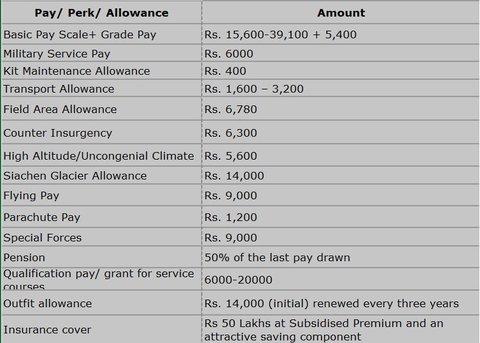 Pay/ Perk/ Allowance Amount
Basic Pay Scale+ Grade Pay Rs. 15,600-39,100 + 5,400
Military Service Pay Rs. 6000
Kit Maintenance Allowance Rs. 400
Transport Allowance Rs. 1,600 – 3,200
Field Area Allowance Rs. 6,780
Counter Insurgency Rs. 6,300
High Altitude/Uncongenial Climate Rs. 5,600
Siachen Glacier Allowance Rs. 14,000
Flying Pay Rs. 9,000
Parachute Pay Rs. 1,200
Special Forces Rs. 9,000
Pension 50% of the last pay drawn
Qualification pay/ grant for service
courses 6000-20000
Outfit allowance Rs. 14,000 (initial) renewed every three years
Insurance cover Rs 50 Lakhs at Subsidised Premium and an
attractive saving component